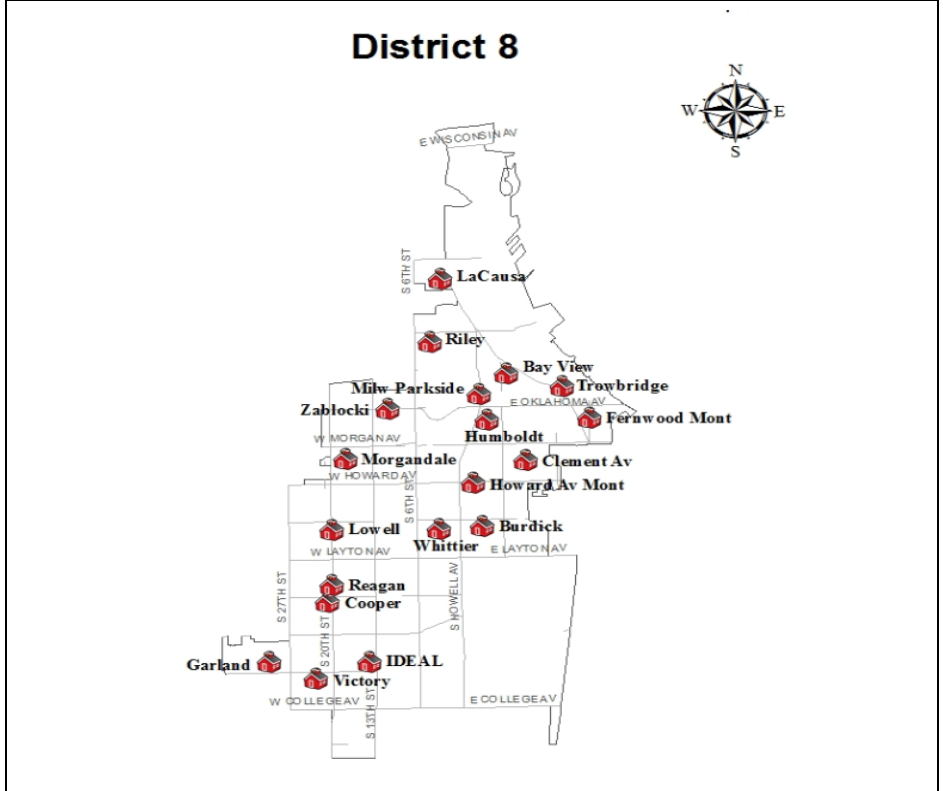 District 8
N
W E
S
E WISCONSIN AV
S 6TH ST
LaCausa
Riley
Bay View
Milw Parkside
Trowbridge
Zablocki
E OKLAHOMA AV
Fernwood Mont
W MORGAN AV
Humboldt
Morgandale
Clement Av
W HOWARD AV
Howard Av Mont
S 6TH ST
Lowell
Burdick
Whittier
W LAYTON AV
E LAYTON AV
Reagan
S 27TH ST
S HOWELL AV
Cooper
S 20TH ST
Garland
IDEAL
Victory
W COLLEGE AV
E COLLEGE AV
S 13TH ST